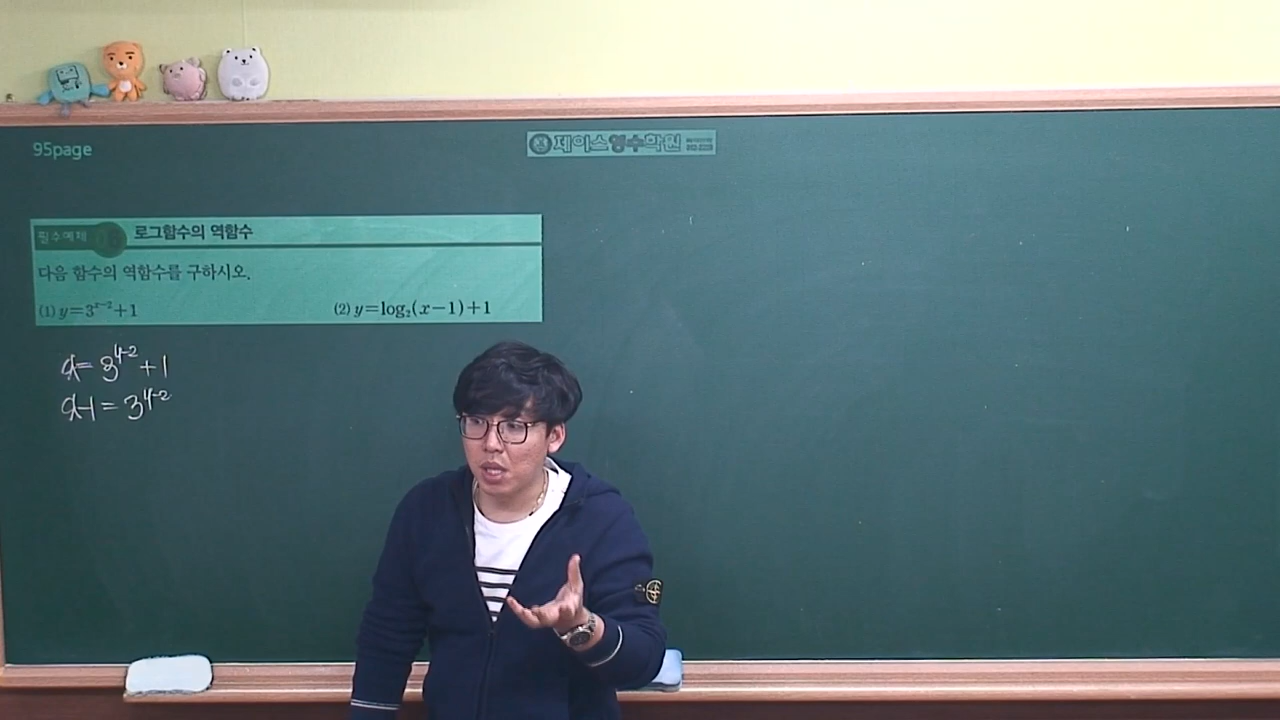 95page
제이스영수학원
필수예제 06 로그함수의 역함수
다음 함수의 역함수를 구하시오.
(1) y=3^{x-2}+1 (2) y=log₂(x-1)+1
x=3^{y-2}+1
x-1=3^{y-2}